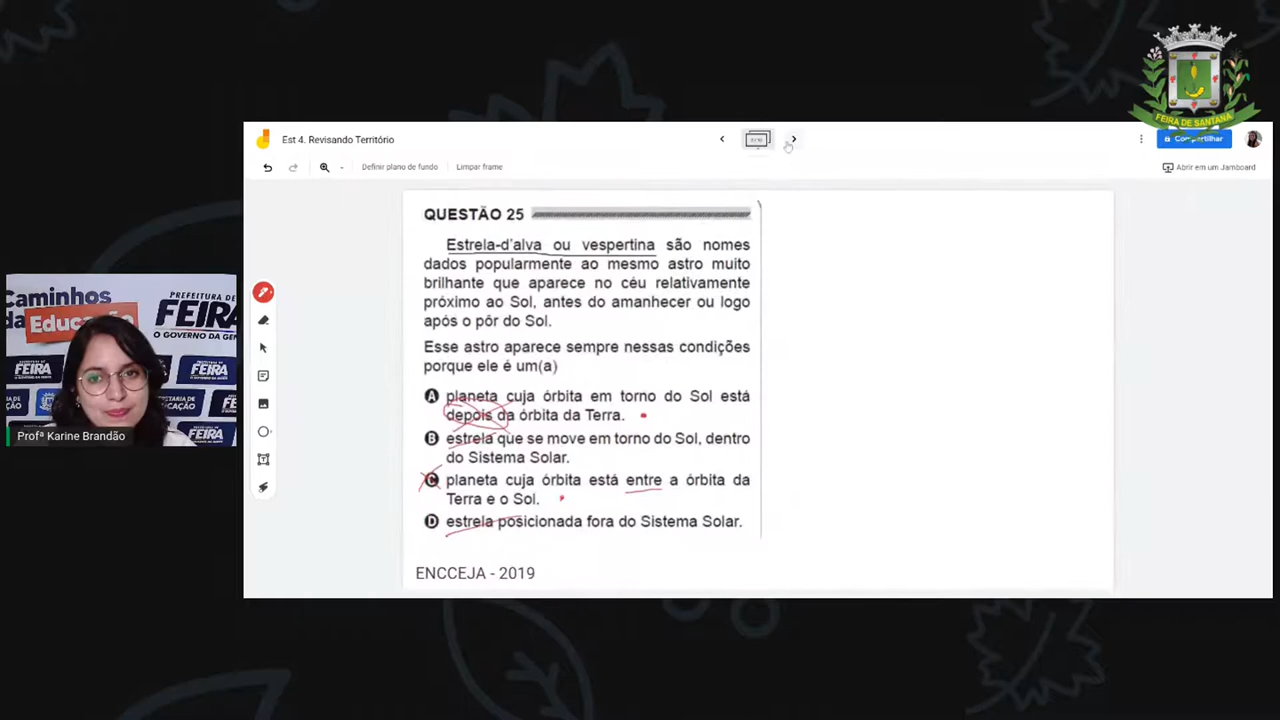 FEIRA DE SANTANA
Est 4. Revisando Território
Compartilhar
Definir plano de fundo
Limpar frame
Abrir em um Jamboard
QUESTÃO 25
Estrela-d'alva ou vespertina são nomes
dados popularmente ao mesmo astro muito
brilhante que aparece no céu relativamente
próximo ao Sol, antes do amanhecer ou logo
após o pôr do Sol.
Esse astro aparece sempre nessas condições
porque ele é um(a)
A planeta cuja órbita em torno do Sol está
depois da órbita da Terra.
B estrela que se move em torno do Sol, dentro
do Sistema Solar.
C planeta cuja órbita está entre a órbita da
Terra e o Sol.
D estrela posicionada fora do Sistema Solar.
ENCCEJA - 2019
Caminhos
da Educação
PREFEITURA DE
FEIRA
O GOVERNO DA GEN
FEIRA
FEIRA
FEIRA
FEIRA
Profª Karine Brandão